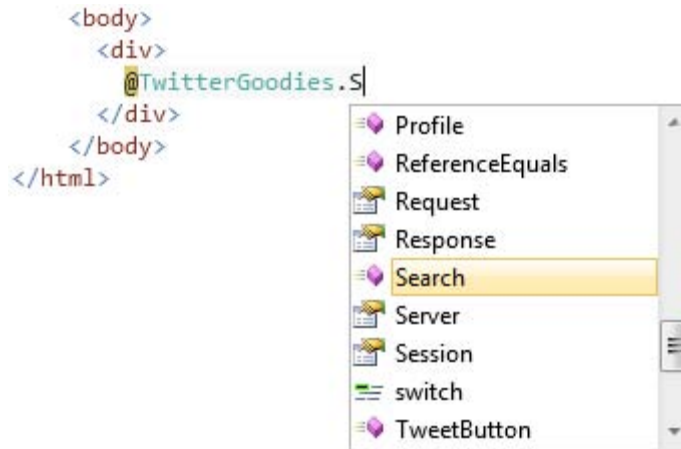 <body>
<div>
@TwitterGoodies.S
</div>
</body>
</html>
Profile
ReferenceEquals
Request
Response
Search
Server
Session
switch
TweetButton